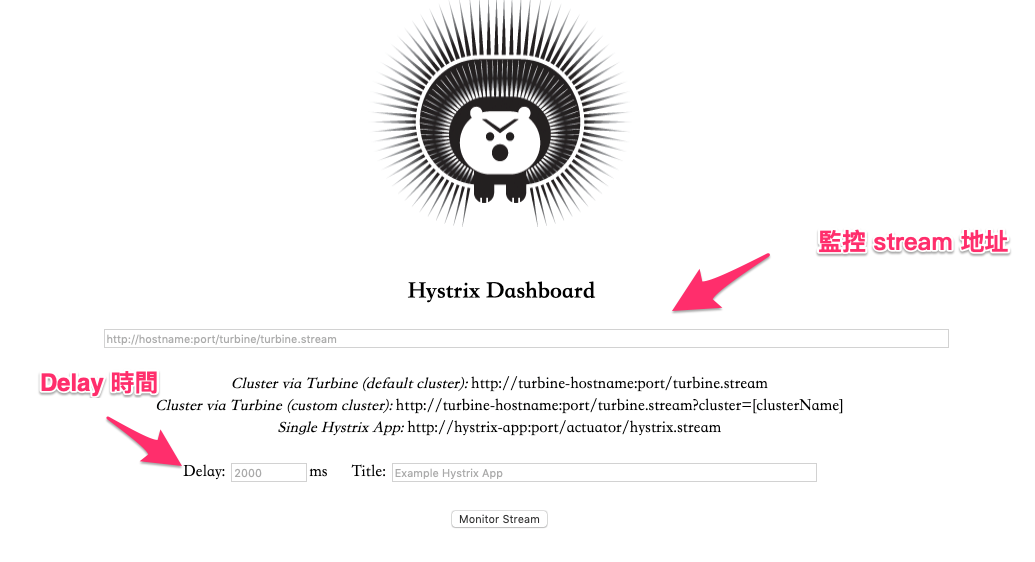 監控 stream 地址
Hystrix Dashboard
http://hostname:port/turbine/turbine.stream
Delay 時間
Cluster via Turbine (default cluster): http://turbine-hostname:port/turbine.stream
Cluster via Turbine (custom cluster): http://turbine-hostname:port/turbine.stream?cluster=[clusterName]
Single Hystrix App: http://hystrix-app:port/actuator/hystrix.stream
Delay: 2000 ms Title: Example Hystrix App
Monitor Stream